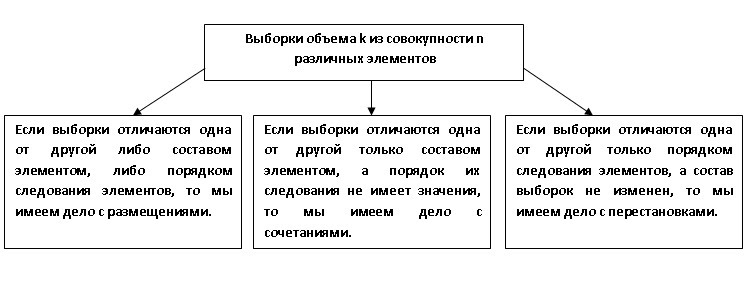 Выборки объема k из совокупности n
различных элементов
Если выборки отличаются одна
от другой либо составом
элементом, либо порядком
следования элементов, то мы
имеем дело с размещениями.
Если выборки отличаются одна
от другой только составом
элементом, а порядок их
следования не имеет значения,
то мы имеем дело с
сочетаниями.
Если выборки отличаются одна
от другой только порядком
следования элементов, а состав
выборок не изменен, то мы
имеем дело с перестановками.